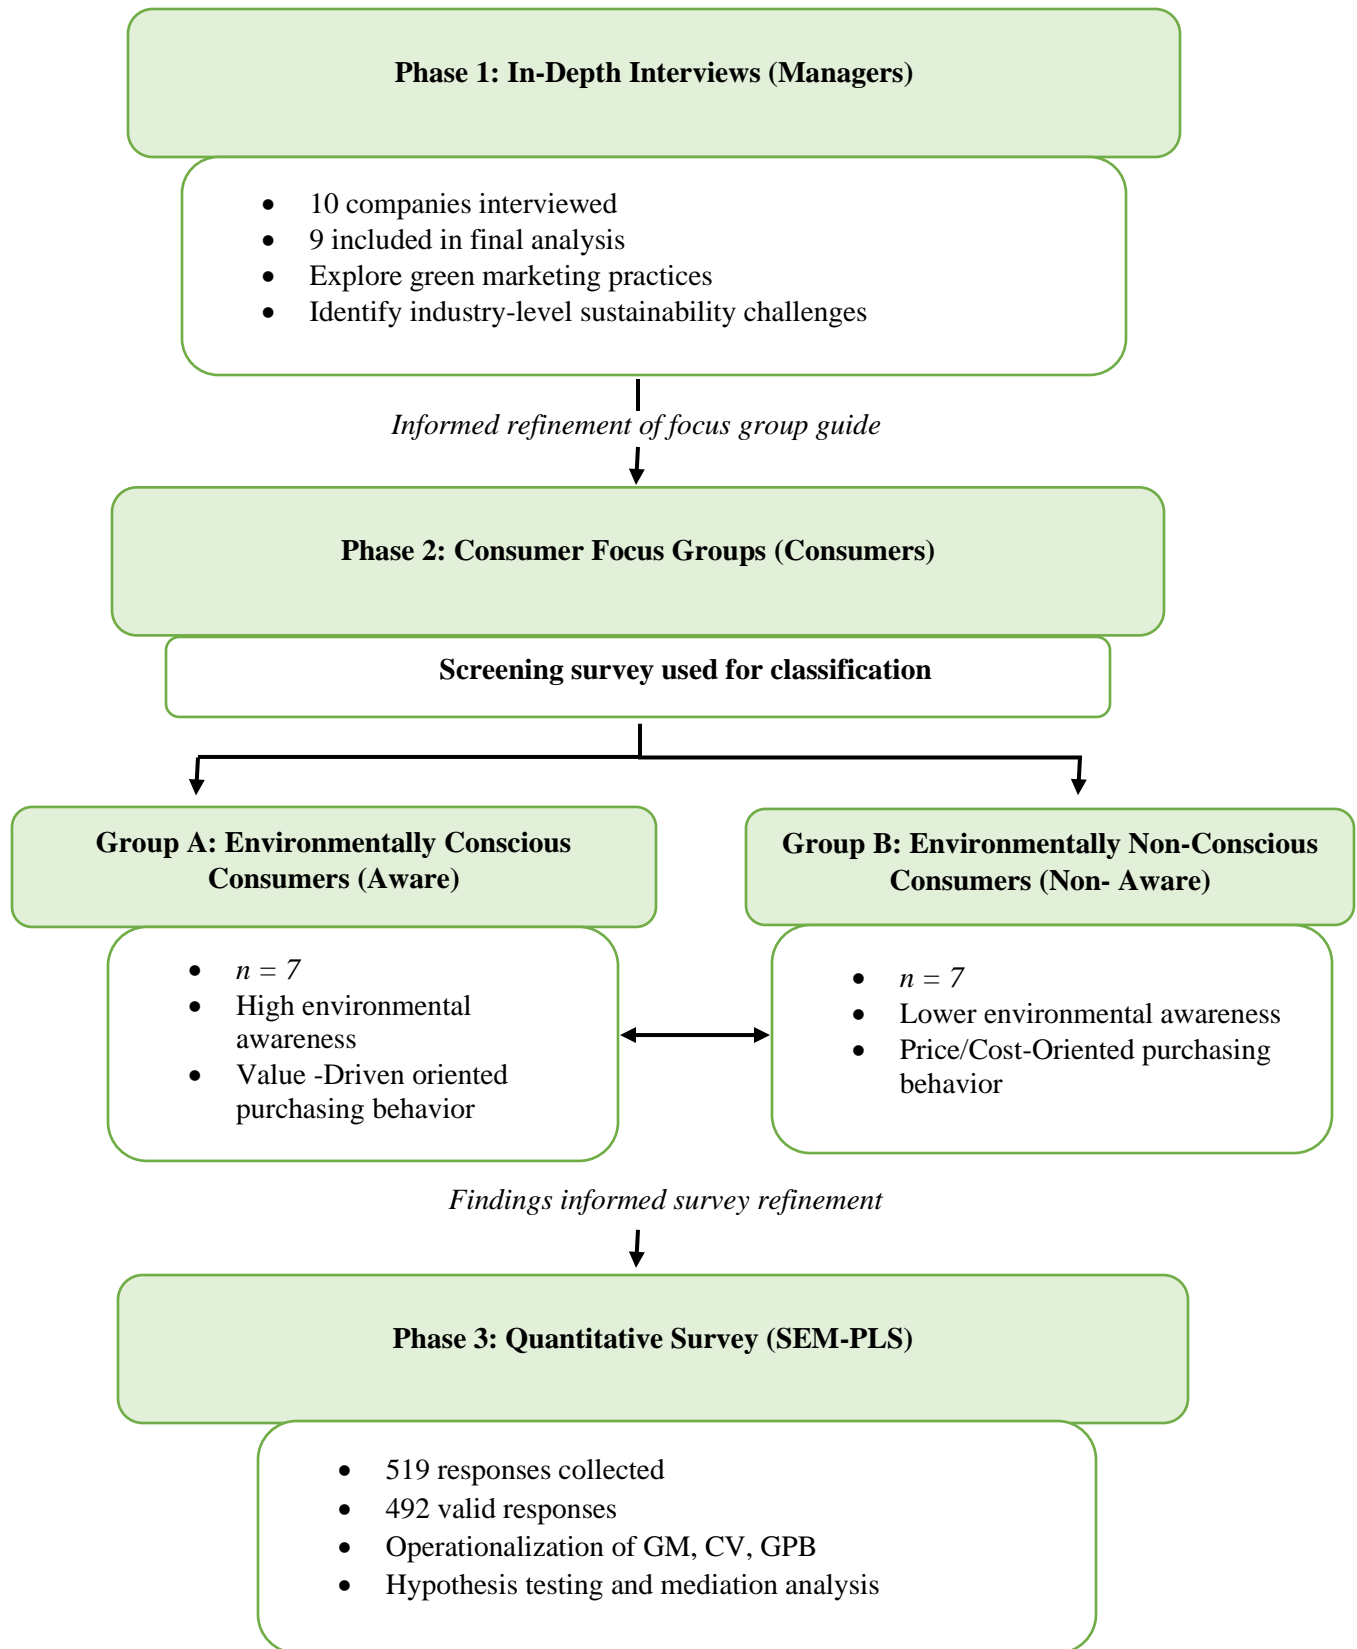 Phase 1: In-Depth Interviews (Managers)
• 10 companies interviewed
• 9 included in final analysis
• Explore green marketing practices
• Identify industry-level sustainability challenges
Informed refinement of focus group guide
Phase 2: Consumer Focus Groups (Consumers)
Screening survey used for classification
Group A: Environmentally Conscious
Consumers (Aware)
• n = 7
• High environmental
awareness
• Value -Driven oriented
purchasing behavior
Group B: Environmentally Non-Conscious
Consumers (Non- Aware)
• n = 7
• Lower environmental awareness
• Price/Cost-Oriented purchasing
behavior
Findings informed survey refinement
Phase 3: Quantitative Survey (SEM-PLS)
• 519 responses collected
• 492 valid responses
• Operationalization of GM, CV, GPB
• Hypothesis testing and mediation analysis